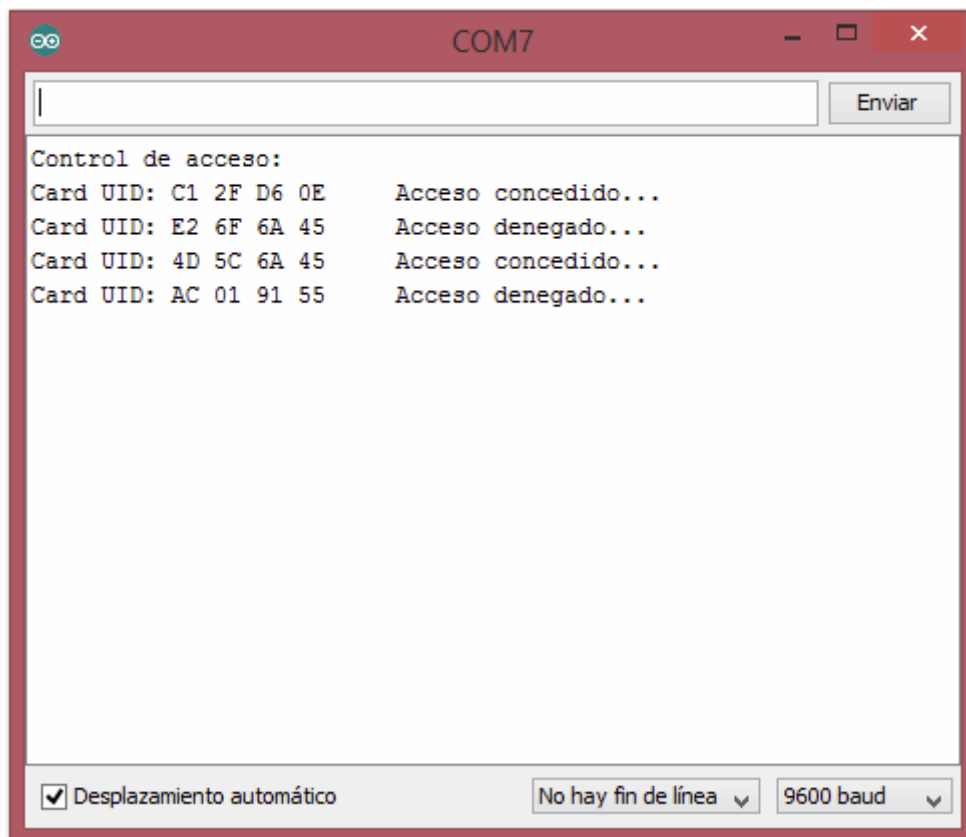 COM7
Enviar
Control de acceso:
Card UID: C1 2F D6 0E     Acceso concedido...
Card UID: E2 6F 6A 45     Acceso denegado...
Card UID: 4D 5C 6A 45     Acceso concedido...
Card UID: AC 01 91 55     Acceso denegado...
Desplazamiento automático No hay fin de línea 9600 baud